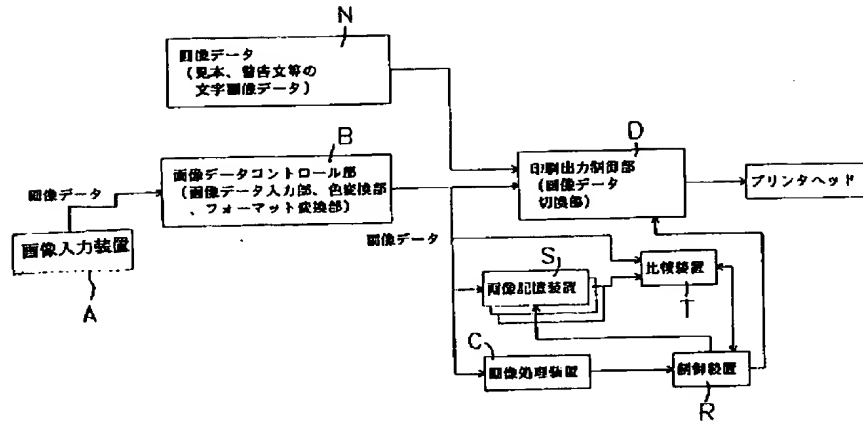 N
画像データ
(見本、警告文等の
文字画像データ)
B
画像データコントロール部
(画像データ入力部、色変換部
、フォーマット変換部)
D
印刷出力制御部
(画像データ
切換部)
プリンタヘッド
画像データ
画像入力装置
A
画像データ
S
画像記憶装置
比較装置
T
C
画像処理装置
制御装置
R